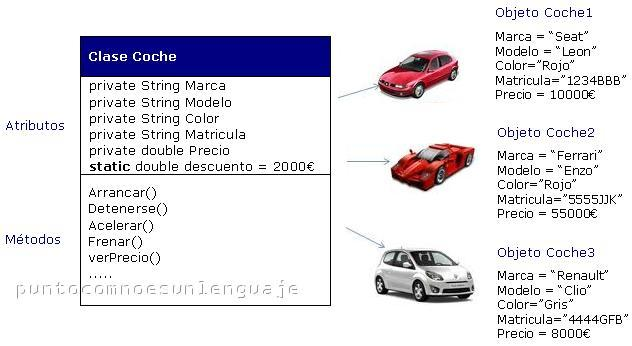 Clase Coche
Atributos
private String Marca
private String Modelo
private String Color
private String Matricula
private double Precio
static double descuento = 2000€
Métodos
Arrancar()
Detenerse()
Acelerar()
Frenar()
verPrecio()
.....
puntocomnoesunlenguaje
Objeto Coche1
Marca = “Seat”
Modelo = “Leon”
Color=”Rojo”
Matricula=”1234BBB”
Precio = 10000€
Objeto Coche2
Marca = “Ferrari”
Modelo = “Enzo”
Color=”Rojo”
Matricula=”5555JJK”
Precio = 55000€
Objeto Coche3
Marca = “Renault”
Modelo = “Clio”
Color=”Gris”
Matricula=”4444GFB”
Precio = 8000€